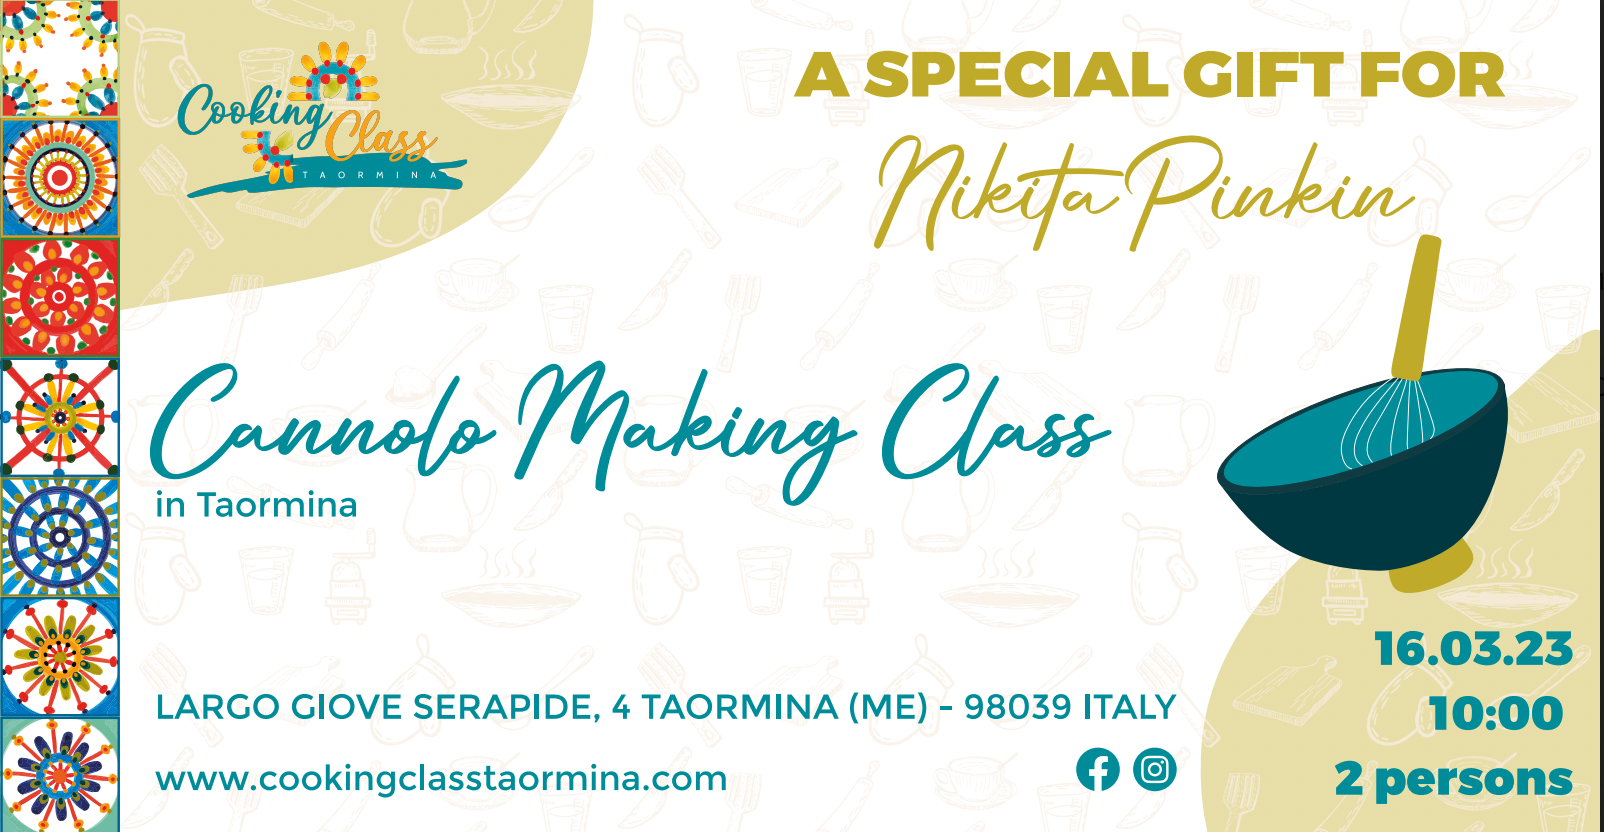 Cooking
Class
TAORMINA
A SPECIAL GIFT FOR
Nikita Pinkin
Cannolo Making Class
in Taormina
LARGO GIOVE SERAPIDE, 4 TAORMINA (ME) - 98039 ITALY
www.cookingclasstaormina.com
16.03.23
10:00
2 persons